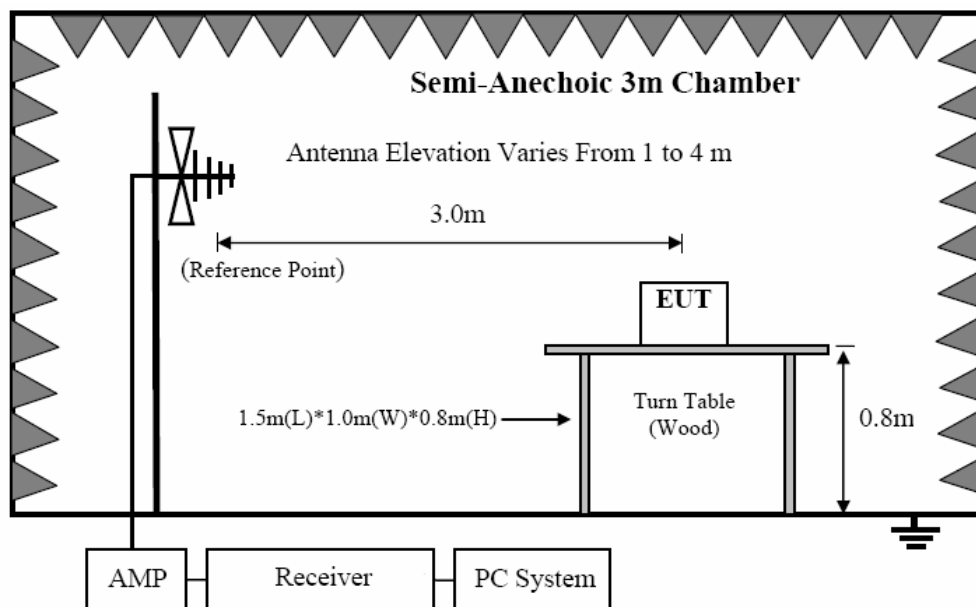 Semi-Anechoic 3m Chamber
Antenna Elevation Varies From 1 to 4 m
3.0m
(Reference Point)
EUT
1.5m(L)*1.0m(W)*0.8m(H)
Turn Table
(Wood)
0.8m
AMP
Receiver
PC System